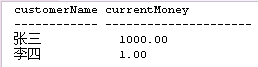 customerName currentMoney
------------ ---------------------
张三 1000.00
李四 1.00